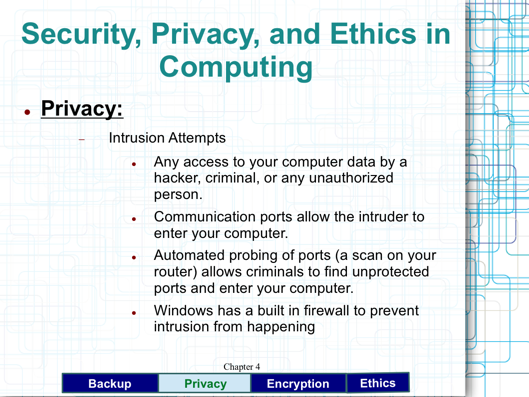 Security, Privacy, and Ethics in
Computing
● Privacy:
– Intrusion Attempts
● Any access to your computer data by a
hacker, criminal, or any unauthorized
person.
● Communication ports allow the intruder to
enter your computer.
● Automated probing of ports (a scan on your
router) allows criminals to find unprotected
ports and enter your computer.
● Windows has a built in firewall to prevent
intrusion from happening
Chapter 4
Backup Privacy Encryption Ethics